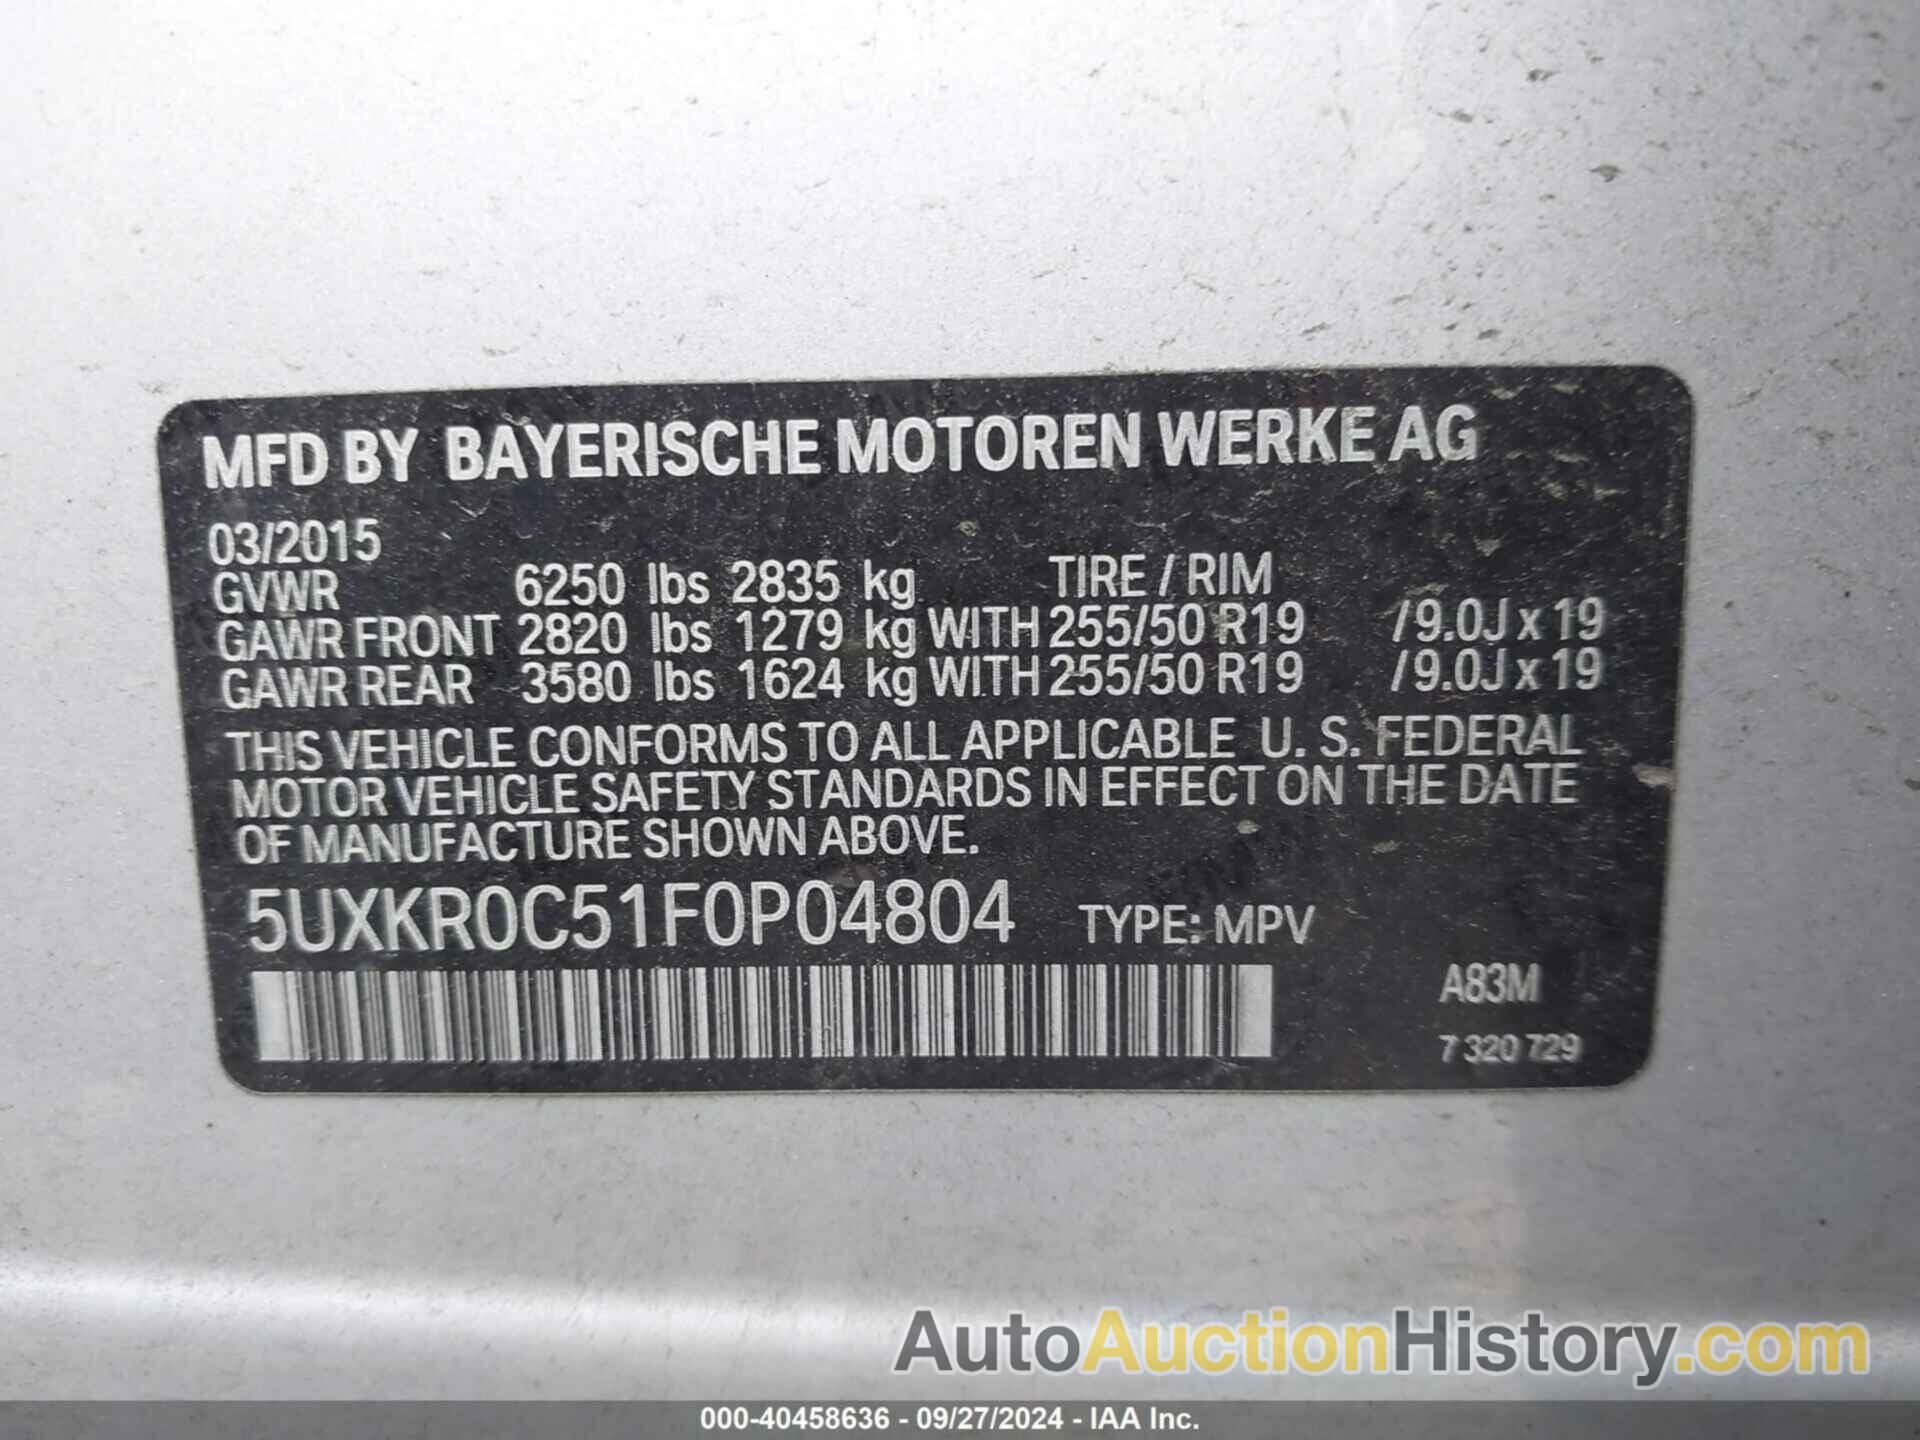 MFD BY BAYERISCHE MOTOREN WERKE AG
03/2015
GVWR 6250 lbs 2835 kg TIRE / RIM
GAWR FRONT 2820 lbs 1279 kg WITH 255/50 R19 /9.0J x 19
GAWR REAR 3580 lbs 1624 kg WITH 255/50 R19 /9.0J x 19
THIS VEHICLE CONFORMS TO ALL APPLICABLE U. S. FEDERAL
MOTOR VEHICLE SAFETY STANDARDS IN EFFECT ON THE DATE
OF MANUFACTURE SHOWN ABOVE.
5UXKR0C51F0P04804 TYPE: MPV
A83M
7 320 729
AutoAuctionHistory.com
000-40458636 - 09/27/2024 - IAA Inc.